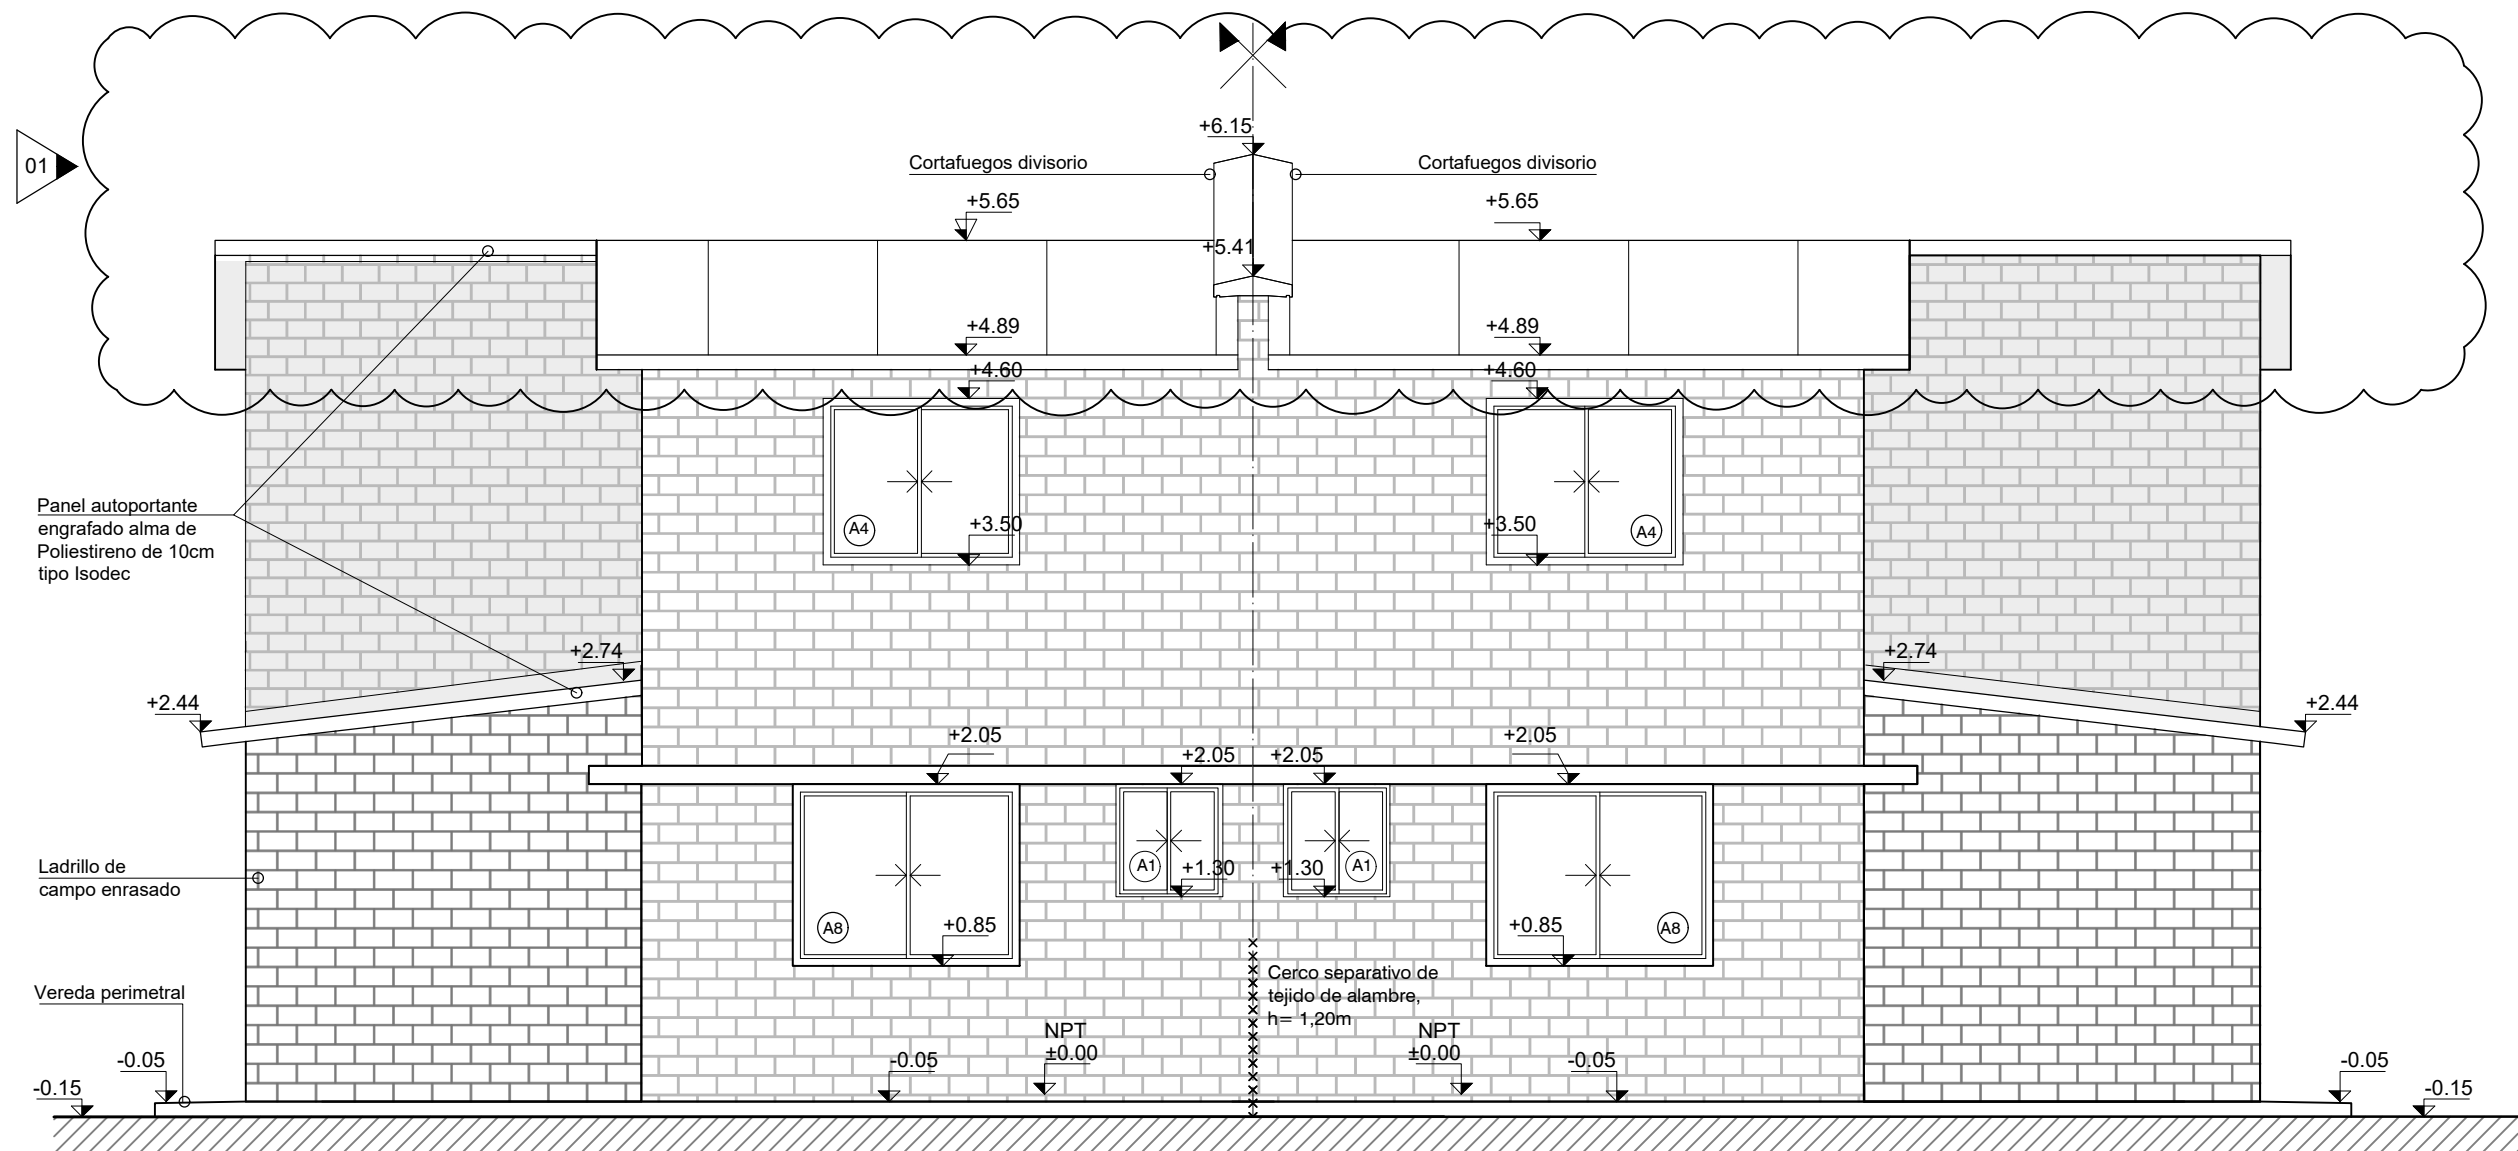 +6.15
01
Cortafuegos divisorio
Cortafuegos divisorio
+5.65
+5.65
+5.41
+4.89
+4.89
+4.60
+4.60
Panel autoportante
engrafado alma de
Poliestireno de 10cm
tipo Isodec
A4
+3.50
+3.50
A4
+2.74
+2.74
+2.44
+2.44
+2.05
+2.05
+2.05
+2.05
Ladrillo de
campo enrasado
A1
+1.30
+1.30
A1
A8
+0.85
+0.85
A8
Cerco separativo de
tejido de alambre,
h= 1,20m
Vereda perimetral
NPT
±0.00
NPT
±0.00
-0.05
-0.05
-0.05
-0.05
-0.15
-0.15